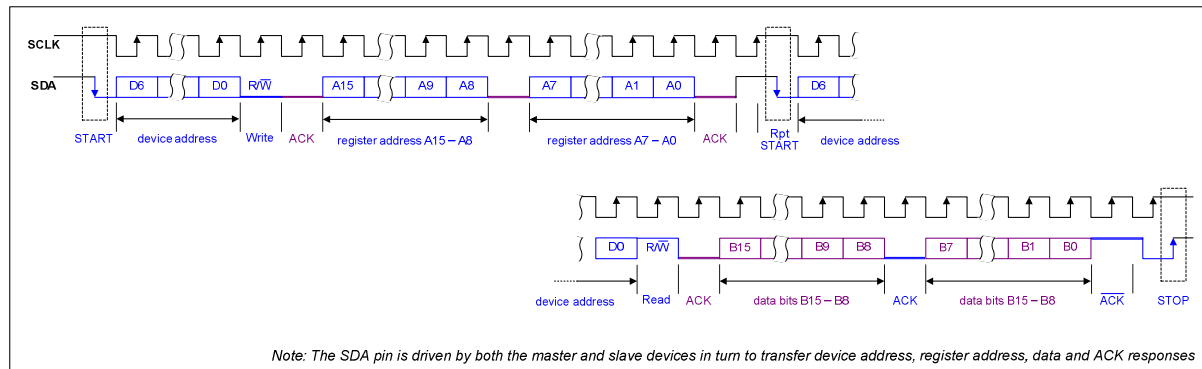 SCLK
SDA D6 D0 R/W̅ A15 A9 A8 A7 A1 A0 D6
START device address Write ACK register address A15 – A8 register address A7 – A0 ACK Rpt START device address
D0 R/W̅ B15 B9 B8 B7 B1 B0
device address Read ACK data bits B15 – B8 ACK data bits B15 – B8 A̅C̅K̅ STOP
Note: The SDA pin is driven by both the master and slave devices in turn to transfer device address, register address, data and ACK responses